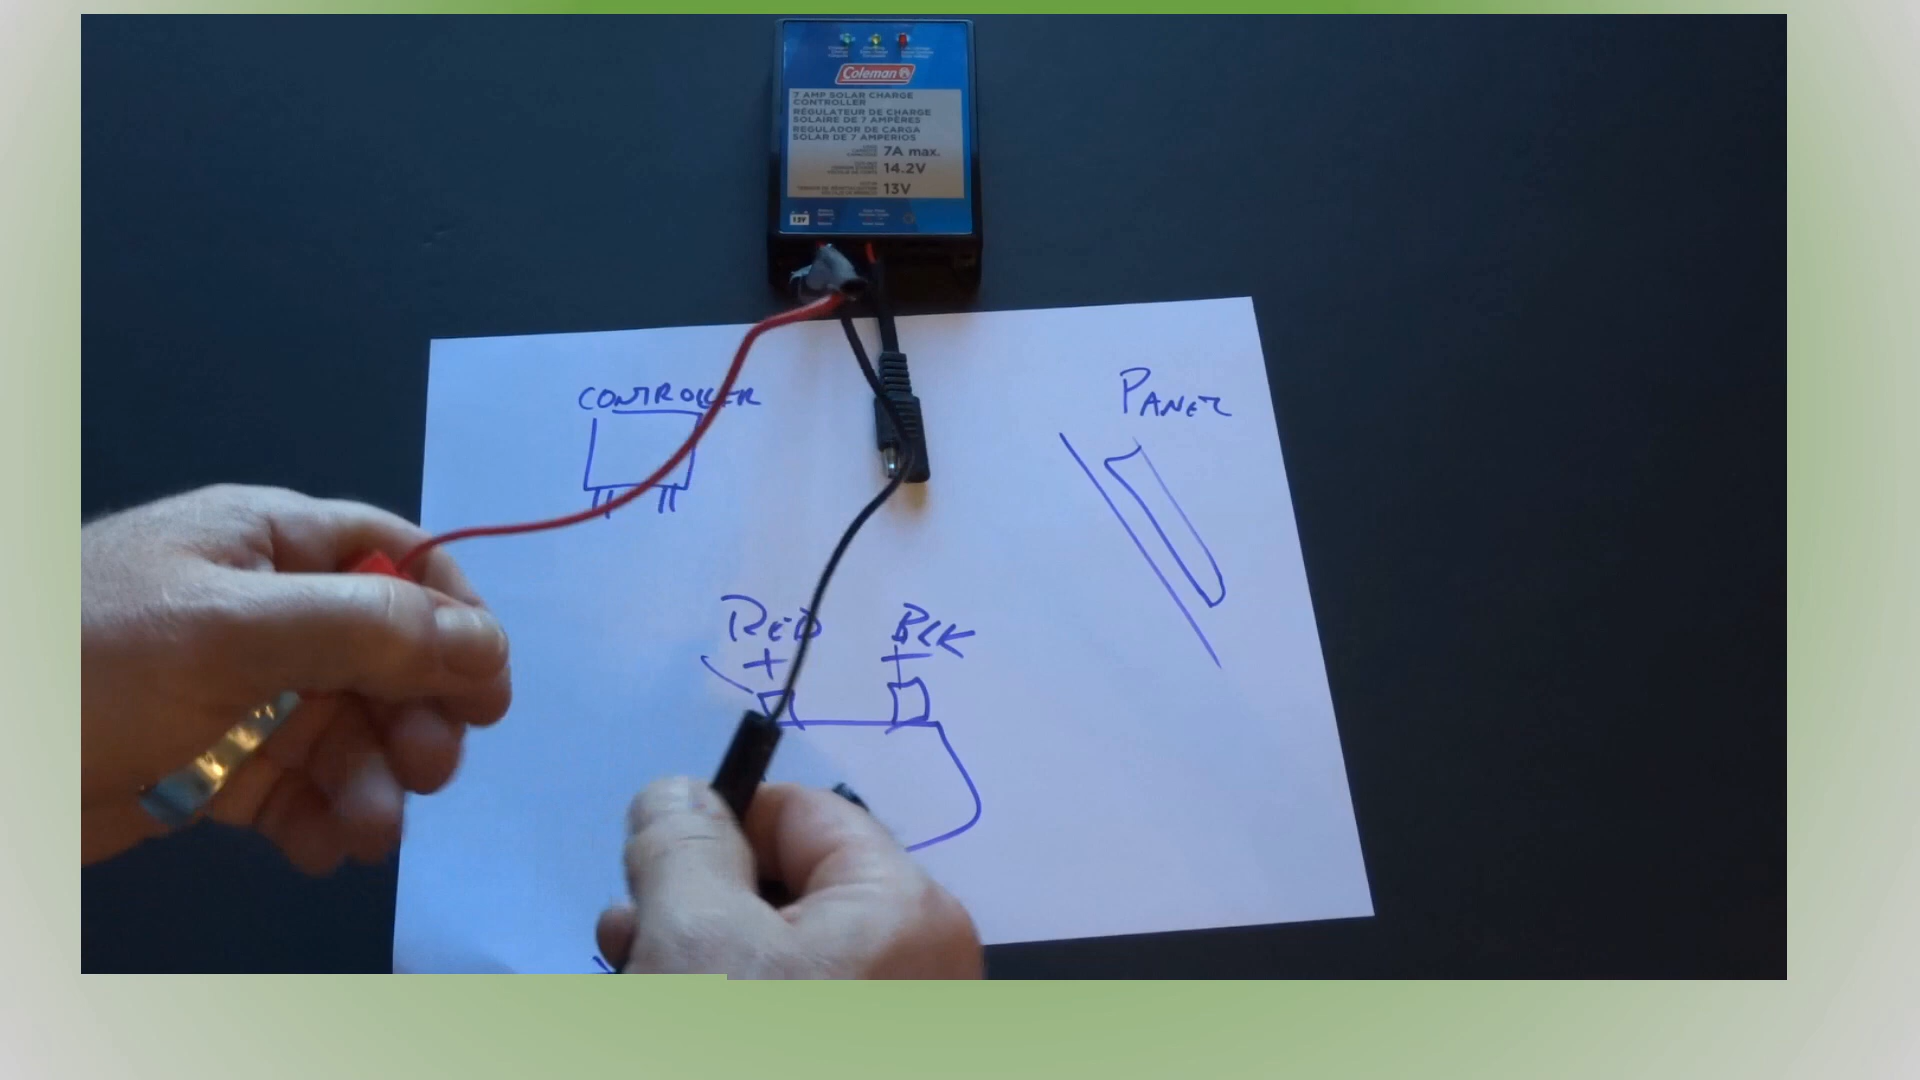 Coleman
7 AMP SOLAR CHARGE
CONTROLLER
RÉGULATEUR DE CHARGE
SOLAIRE DE 7 AMPÈRES
REGULADOR DE CARGA
SOLAR DE 7 AMPERIOS
7A max.
14.2V
13V
12V
CONTROLLER
PANEL
RED
BLK
+